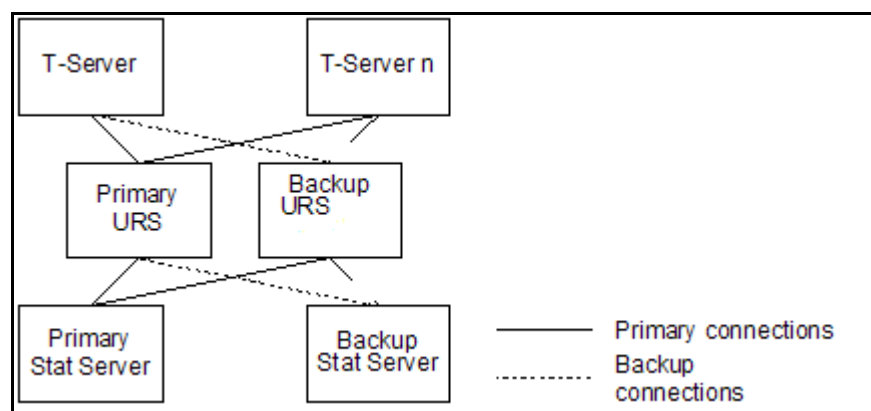 T-Server
T-Server n
Primary
URS
Backup
URS
Primary
Stat Server
Backup
Stat Server
Primary connections
Backup
connections